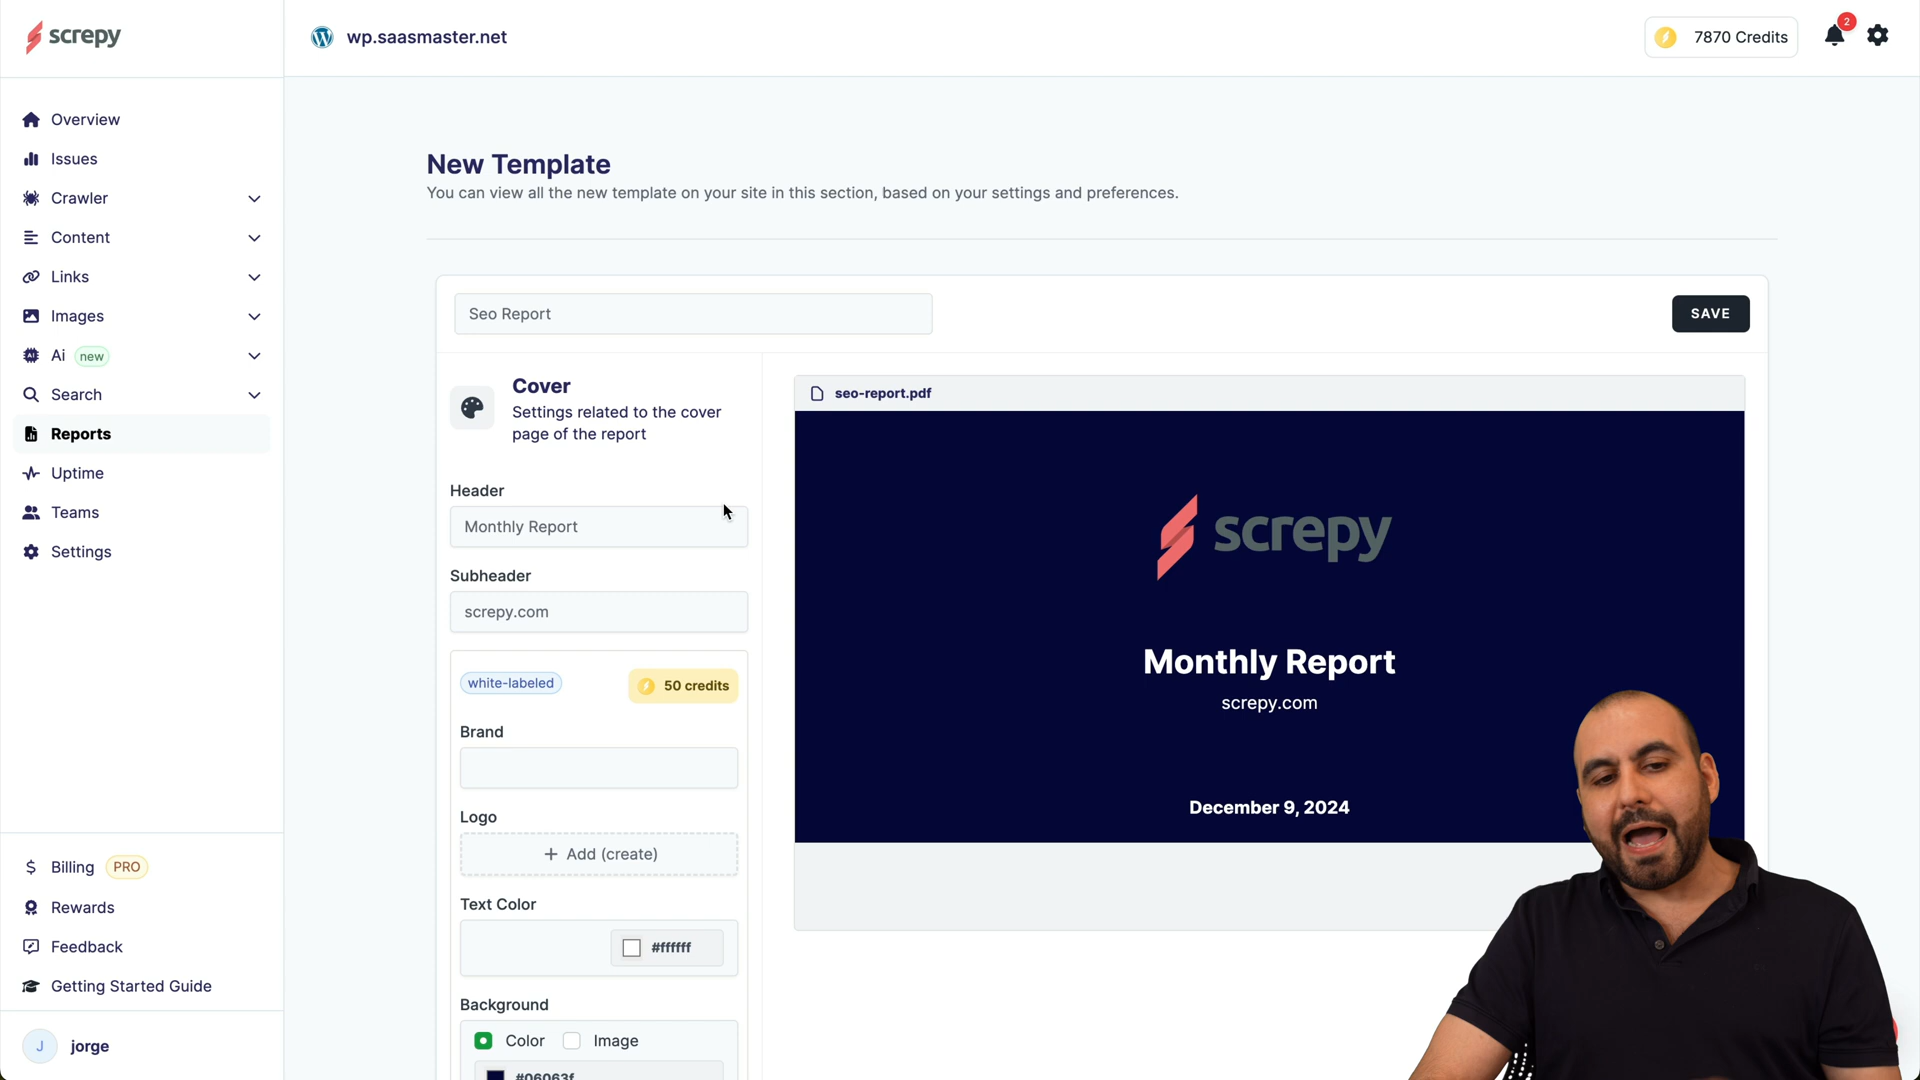 screpy
wp.saasmaster.net
7870 Credits
2
Overview
Issues
Crawler
Content
Links
Images
Ai new
Search
Reports
Uptime
Teams
Settings
Billing PRO
Rewards
Feedback
Getting Started Guide
J jorge
New Template
You can view all the new template on your site in this section, based on your settings and preferences.
Seo Report
SAVE
Cover
Settings related to the cover
page of the report
Header
Monthly Report
Subheader
screpy.com
white-labeled
50 credits
Brand
Logo
+ Add (create)
Text Color
#ffffff
Background
Color
Image
#06063f
seo-report.pdf
screpy
Monthly Report
screpy.com
December 9, 2024